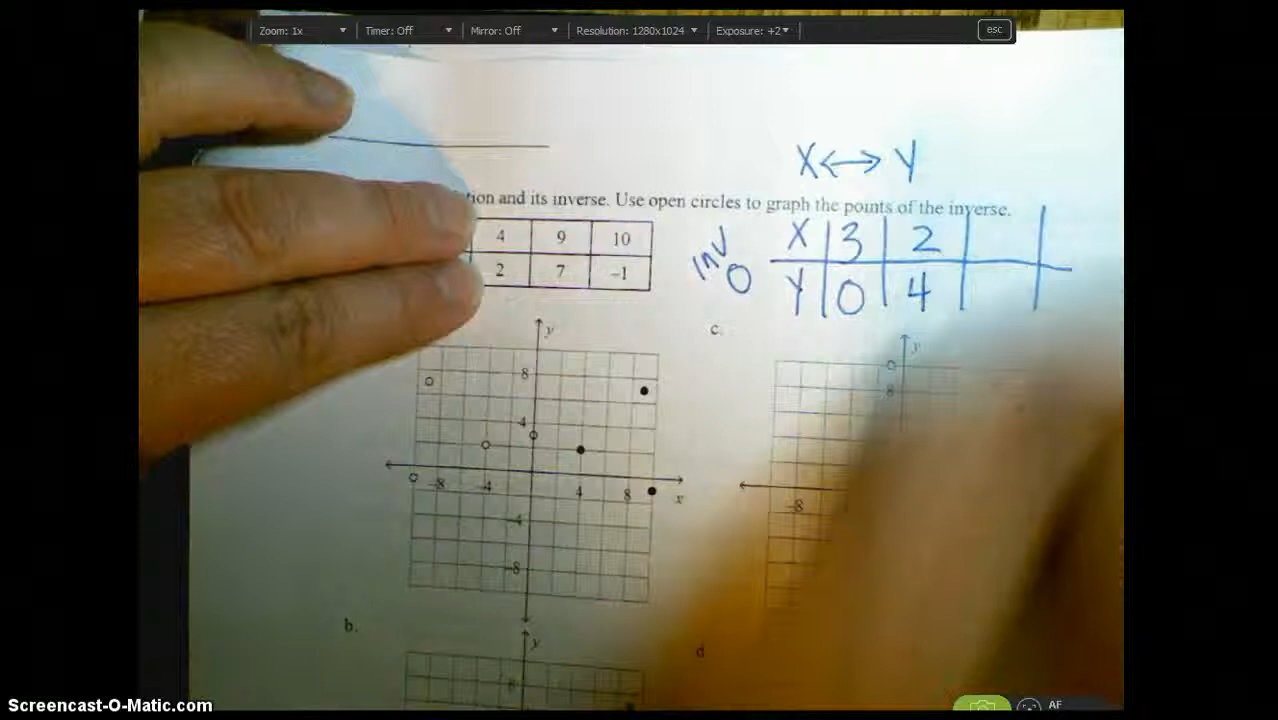 Zoom: 1x Timer: Off Mirror: Off Resolution: 1280x1024 Exposure: +2 esc
X ↔ Y
and its inverse. Use open circles to graph the points of the inverse.
4 9 10
2 7 –1
Inv
X 3 2
Y 0 4
c.
y
8
4
–8 –4 4 8 x
–4
–8
y
8
–8
b.
y
8
d
Screencast-O-Matic.com
AF